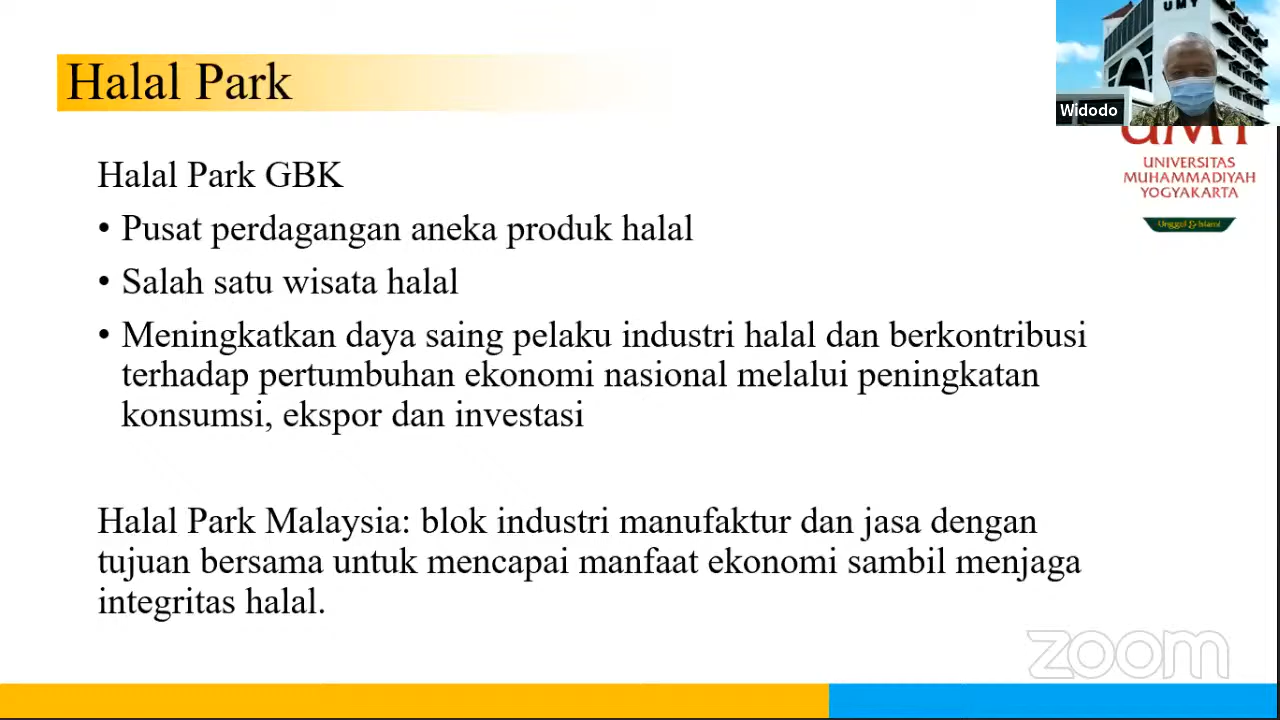 Halal Park
UMY
Widodo
UMY
UNIVERSITAS
MUHAMMADIYAH
YOGYAKARTA
Unggul & Islami
Halal Park GBK
• Pusat perdagangan aneka produk halal
• Salah satu wisata halal
• Meningkatkan daya saing pelaku industri halal dan berkontribusi
terhadap pertumbuhan ekonomi nasional melalui peningkatan
konsumsi, ekspor dan investasi
Halal Park Malaysia: blok industri manufaktur dan jasa dengan
tujuan bersama untuk mencapai manfaat ekonomi sambil menjaga
integritas halal.
zoom